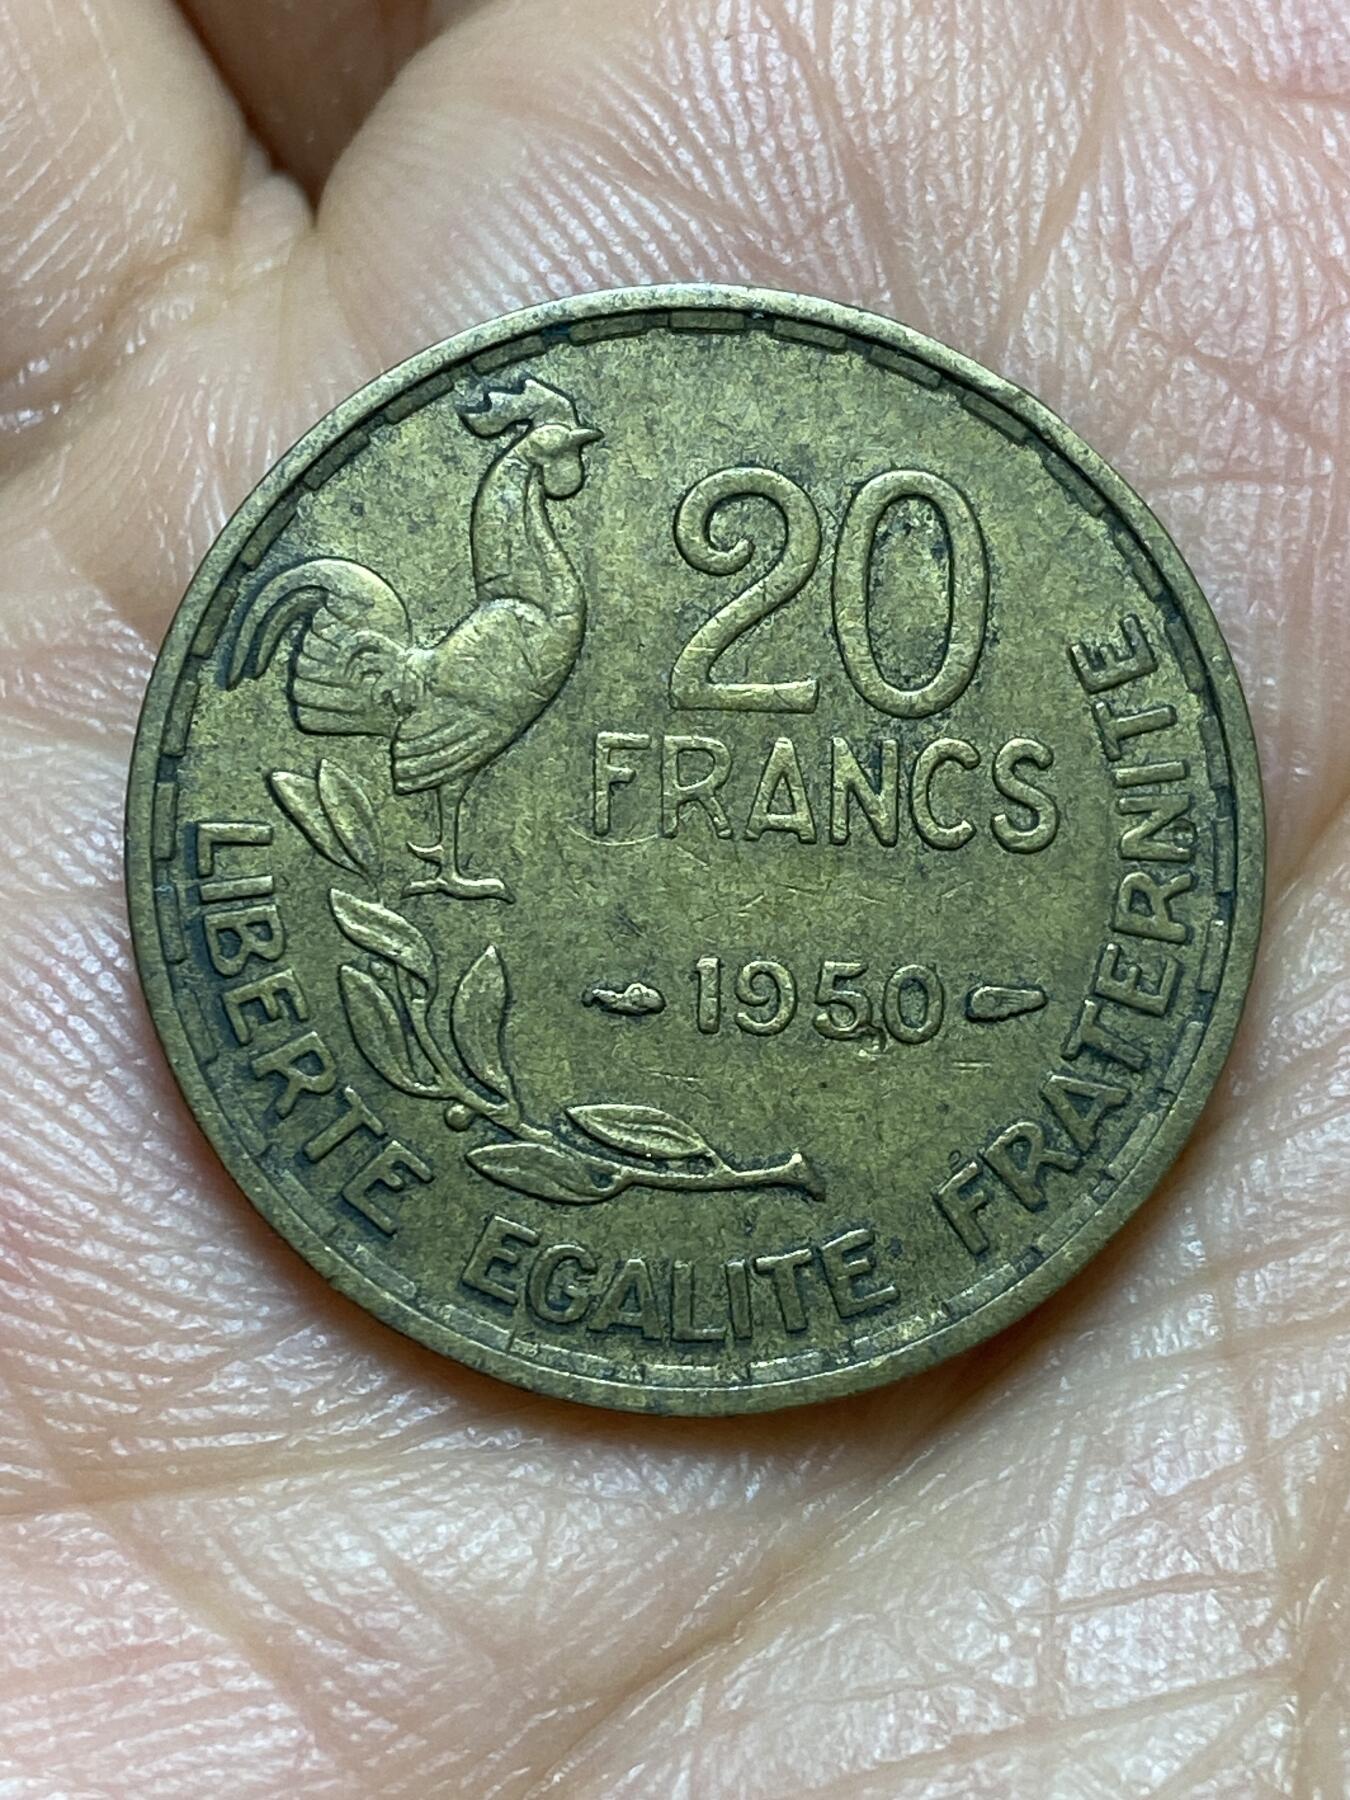 20
FRANCS
1950
LIBERTE EGALITE FRATERNITE